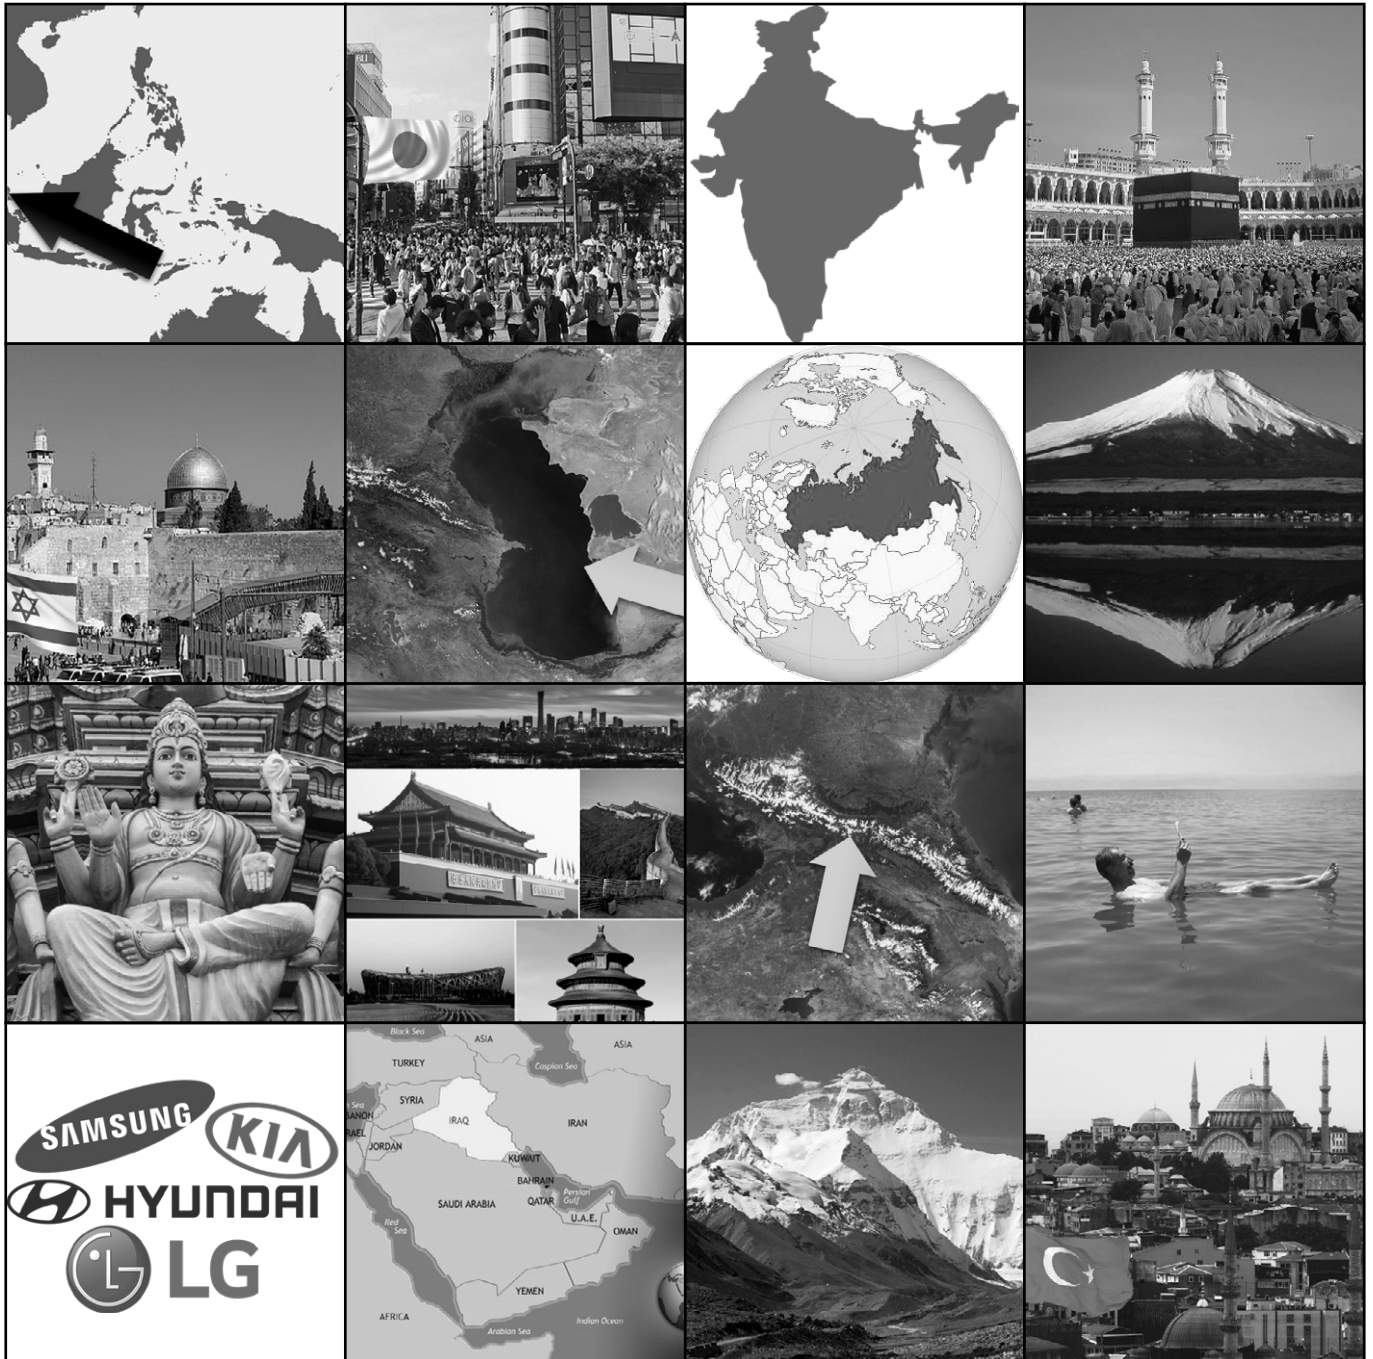 OIO
SAMSUNG
KIA
HYUNDAI
LG
Black Sea
ASIA
ASIA
Caspian Sea
TURKEY
SYRIA
IRAQ
IRAN
JORDAN
KUWAIT
BAHRAIN
SAUDI ARABIA
QATAR
Persian
Gulf
U.A.E.
OMAN
Red
Sea
YEMEN
AFRICA
Arabian Sea
Indian Ocean